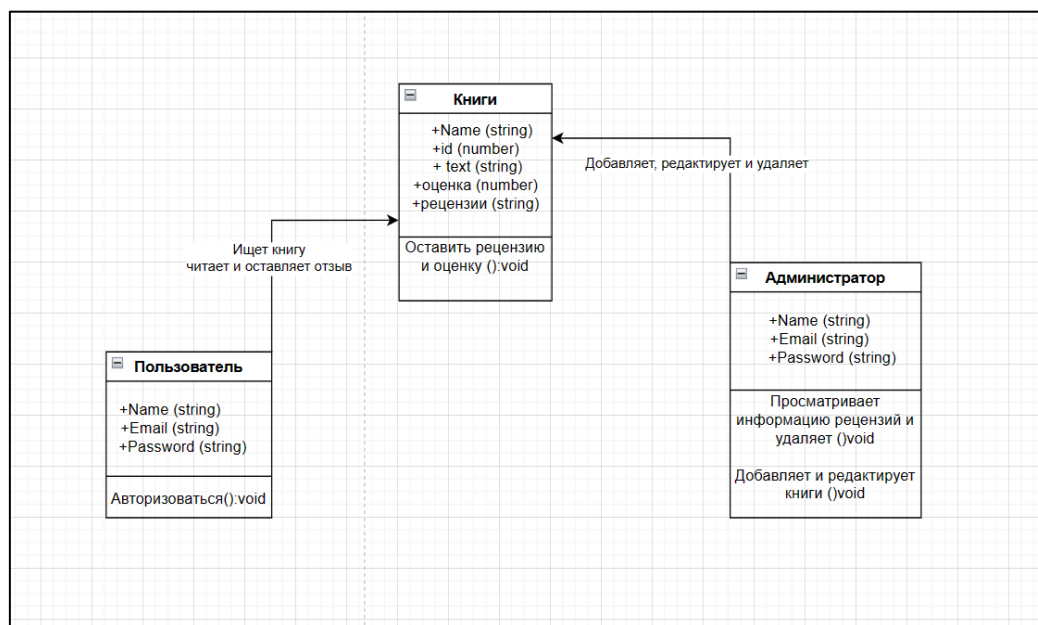 Книги
+Name (string)
+id (number)
+ text (string)
+оценка (number)
+рецензии (string)
Оставить рецензию
и оценку ():void
Добавляет, редактирует и удаляет
Ищет книгу
читает и оставляет отзыв
Администратор
+Name (string)
+Email (string)
+Password (string)
Просматривает
информацию рецензий и
удаляет ()void
Добавляет и редактирует
книги ()void
Пользователь
+Name (string)
+Email (string)
+Password (string)
Авторизоваться():void